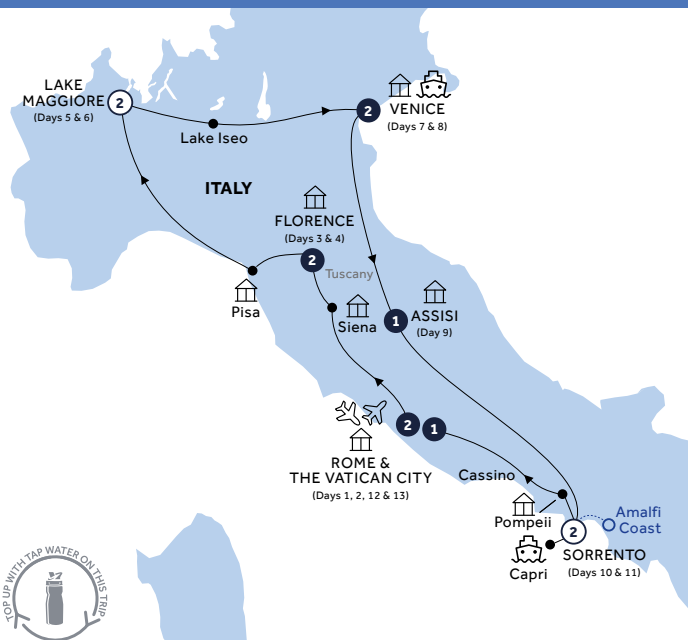 LAKE
MAGGIORE
(Days 5 & 6)
2
Lake Iseo
2
VENICE
(Days 7 & 8)
ITALY
FLORENCE
(Days 3 & 4)
2
Tuscany
Pisa
Siena
1
ASSISI
(Day 9)
2
1
ROME &
THE VATICAN CITY
(Days 1, 2, 12 & 13)
Cassino
Pompeii
Amalfi
Coast
2
Capri
SORRENTO
(Days 10 & 11)
TOP UP WITH TAP WATER ON THIS TRIP